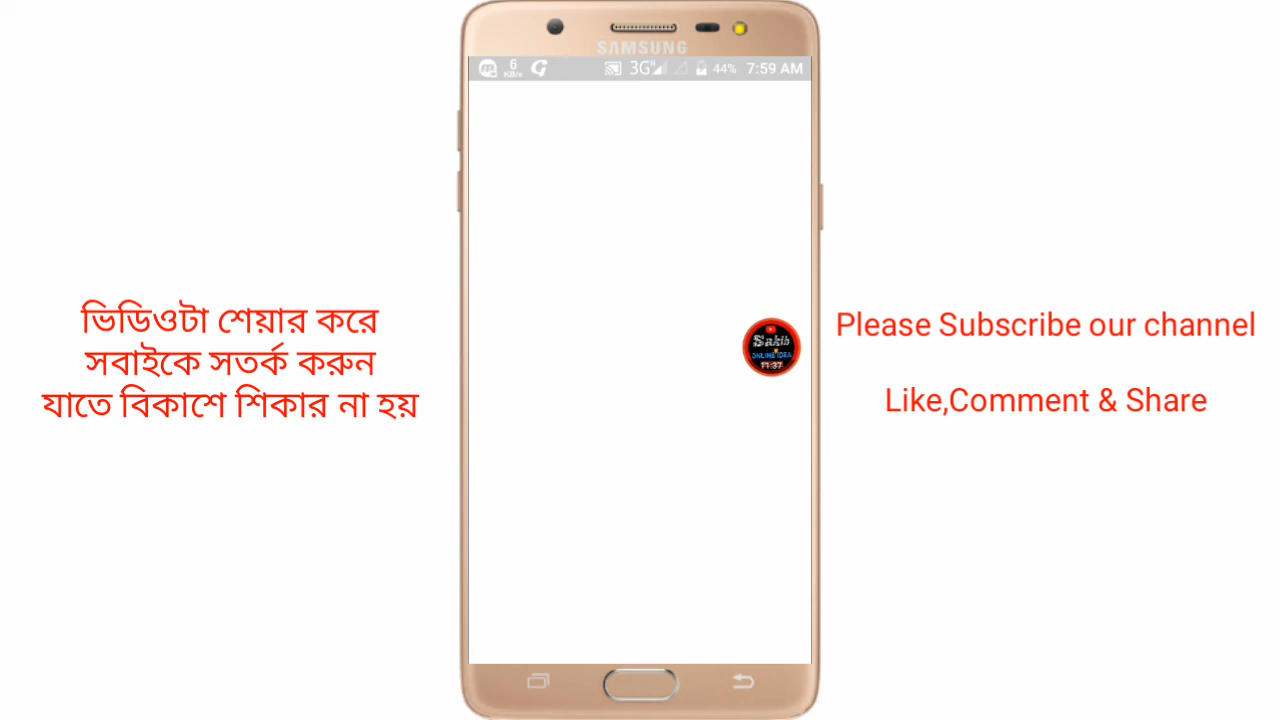 SAMSUNG
6 KB/s 3G H 44% 7:59 AM
ভিডিওটা শেয়ার করে
সবাইকে সতর্ক করুন
যাতে বিকাশে শিকার না হয়
Sakib
ONLINE IDEA
11:37
Please Subscribe our channel
Like,Comment & Share